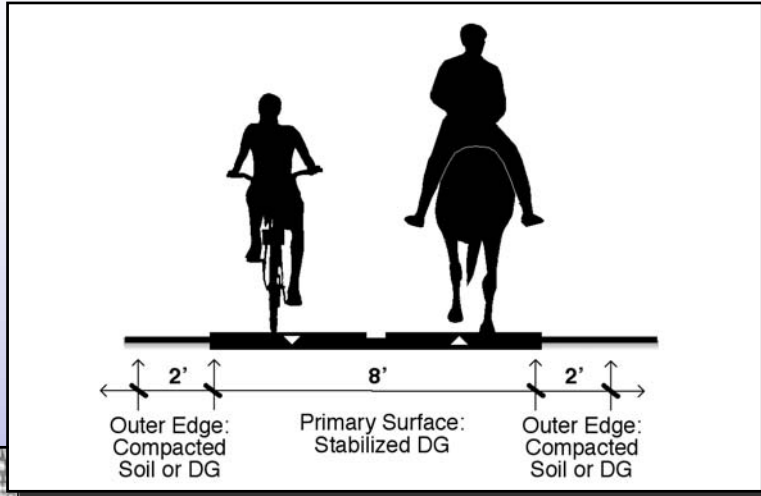 2’ 8’ 2’
Outer Edge: Primary Surface: Outer Edge:
Compacted Stabilized DG Compacted
Soil or DG Soil or DG